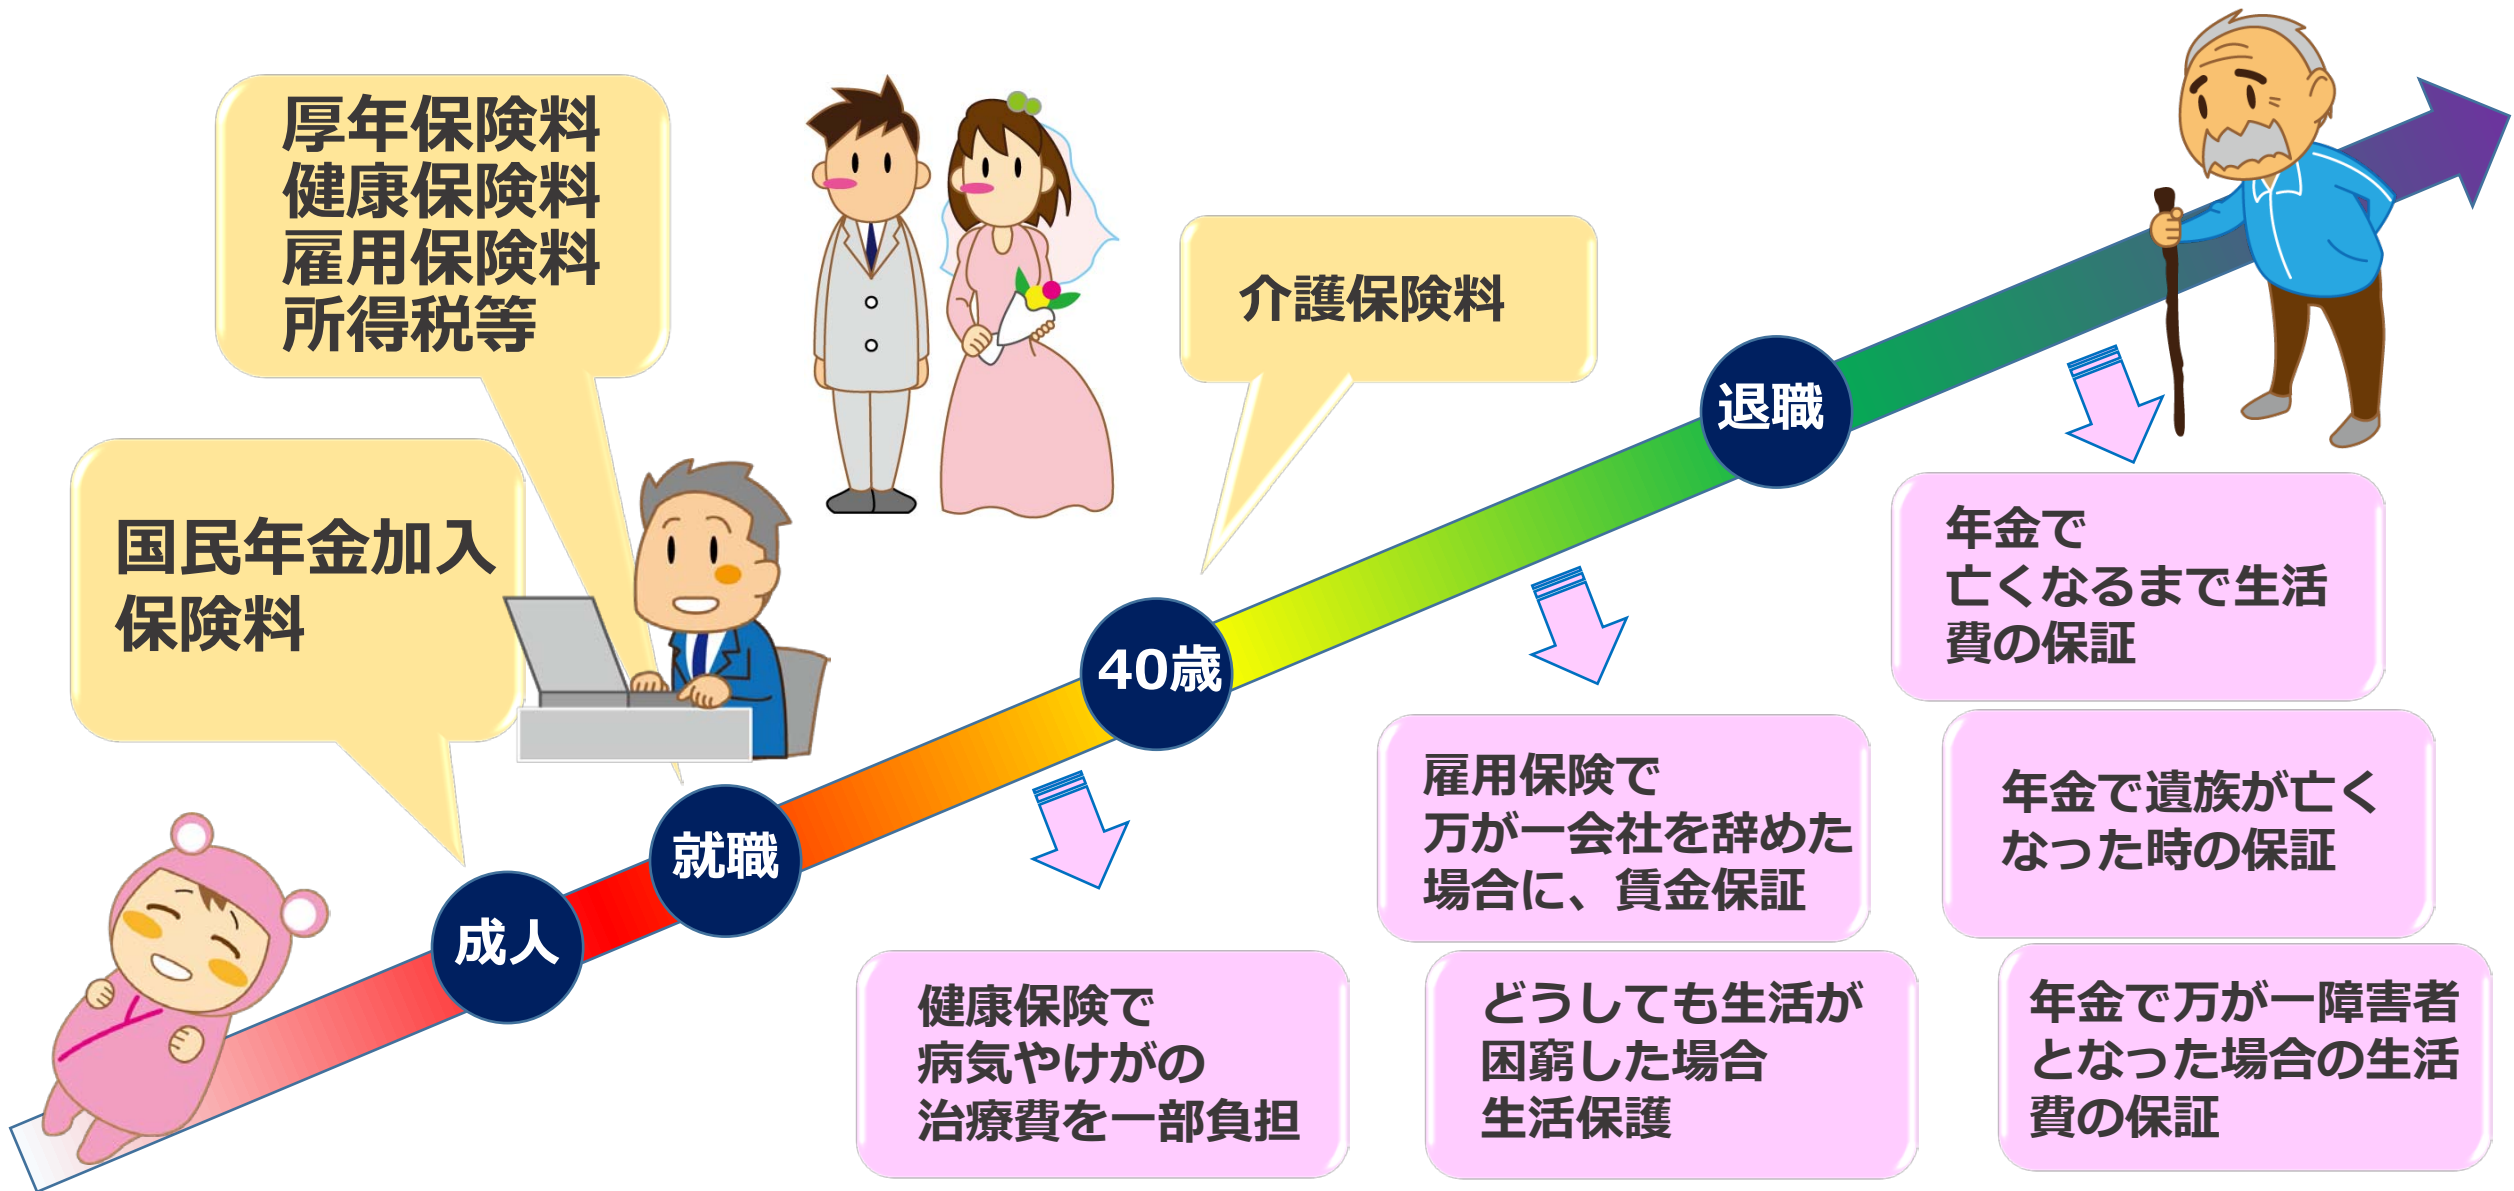 厚年保険料
健康保険料
雇用保険料
所得税等
国民年金加入
保険料
介護保険料
成人
就職
40歳
退職
年金で
亡くなるまで生活
費の保証
年金で遺族が亡く
なった時の保証
年金で万が一障害者
となった場合の生活
費の保証
雇用保険で
万が一会社を辞めた
場合に、賃金保証
どうしても生活が
困窮した場合
生活保護
健康保険で
病気やけがの
治療費を一部負担